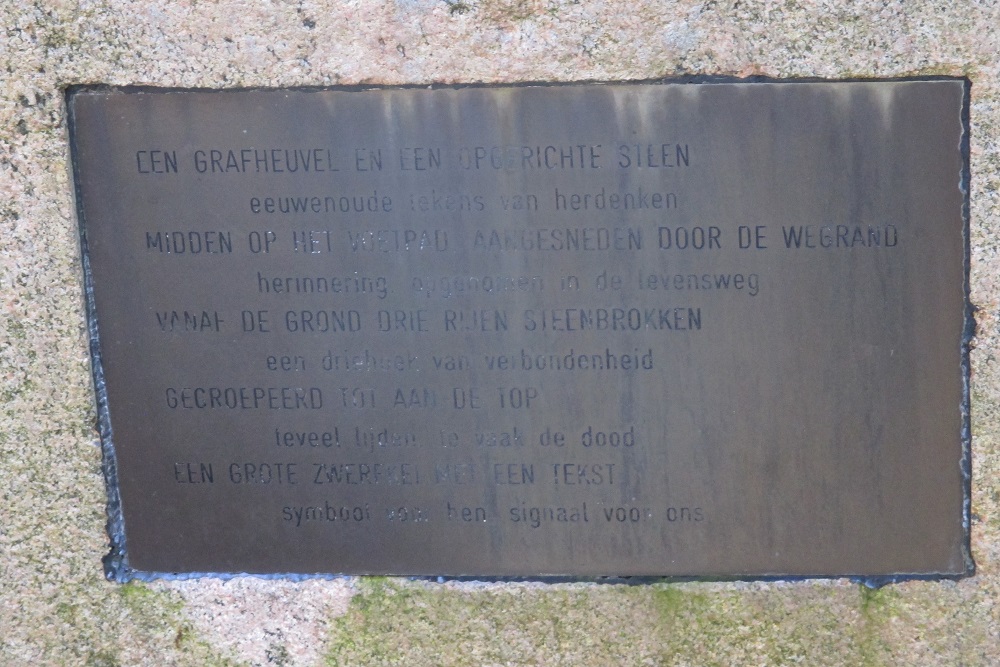 EEN GRAFHEUVEL EN EEN OPGERICHTE STEEN
eeuwenoude tekens van herdenken
MIDDEN OP HET VOETPAD AANGESNEDEN DOOR DE WEGRAND
herinnering, opgenomen in de levensweg
VANAF DE GROND DRIE RIJEN STEENBROKKEN
een driehoek van verbondenheid
GEGROEPEERD TOT AAN DE TOP
teveel lijden, te vaak de dood
EEN GROTE ZWERFKEI MET EEN TEKST
symbool voor hen, signaal voor ons